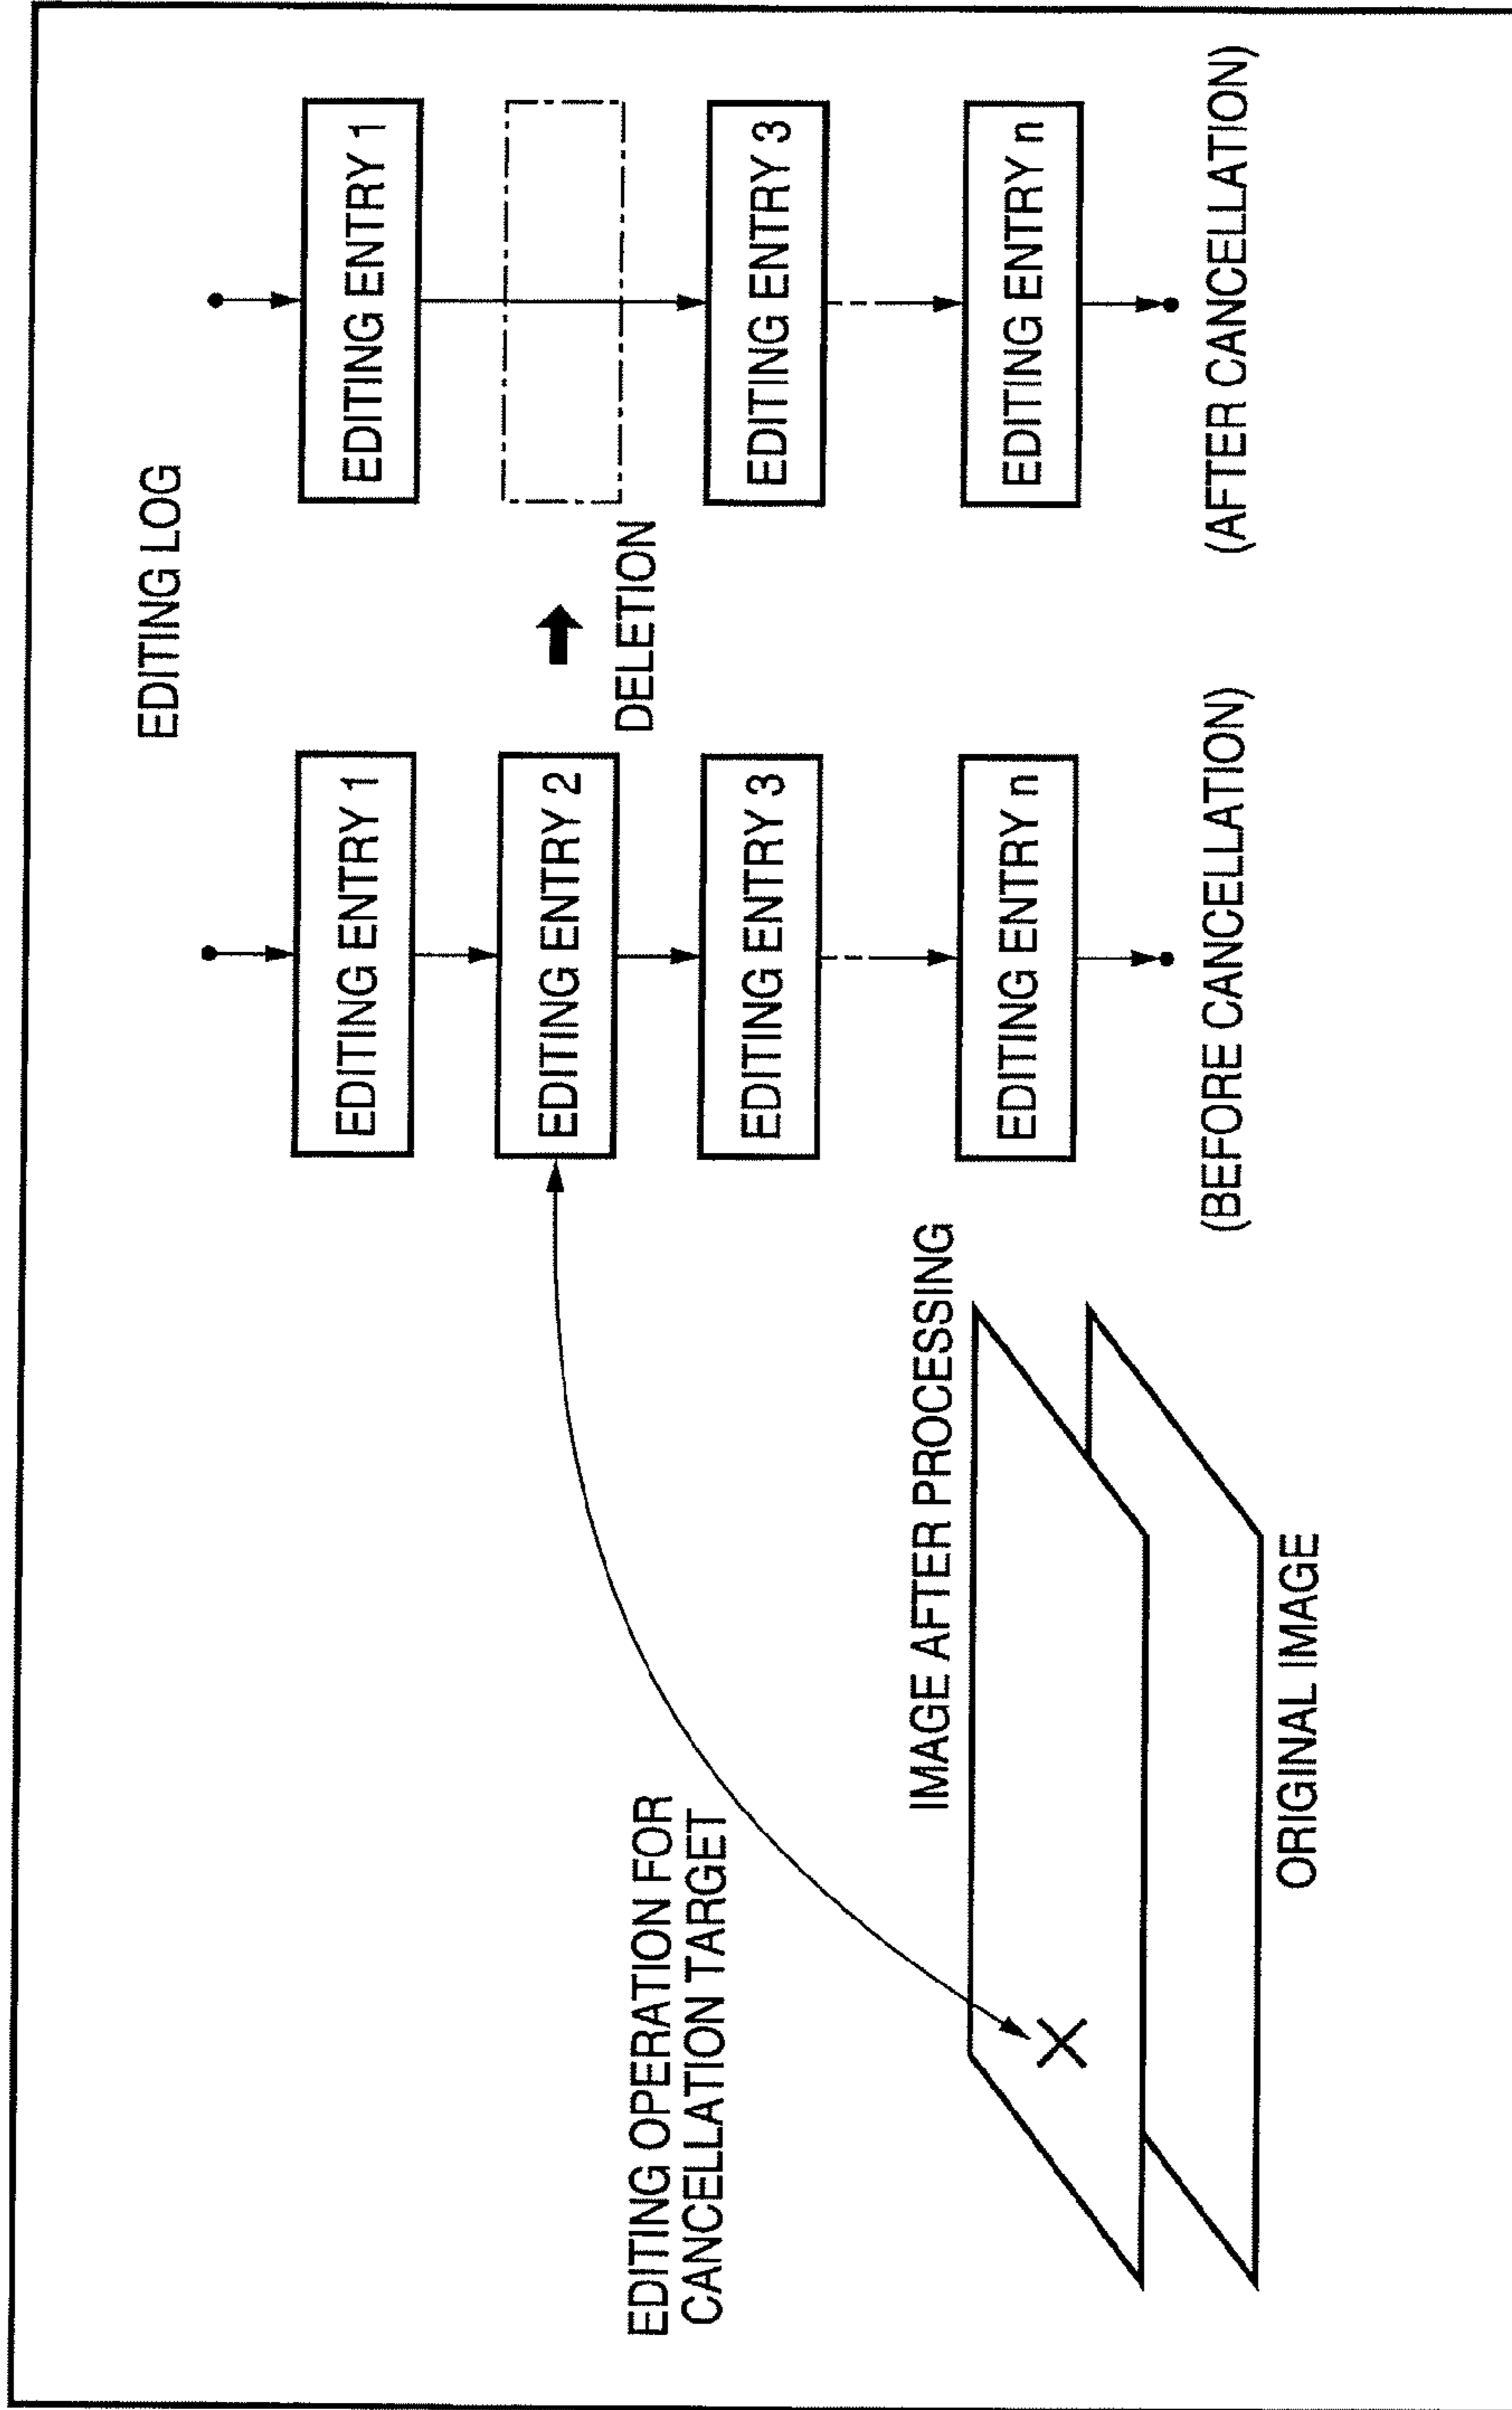 EDITING LOG
EDITING ENTRY 1
EDITING ENTRY 2
EDITING ENTRY 3
EDITING ENTRY n
(BEFORE CANCELLATION)
DELETION
EDITING ENTRY 1
EDITING ENTRY 3
EDITING ENTRY n
(AFTER CANCELLATION)
EDITING OPERATION FOR
CANCELLATION TARGET
IMAGE AFTER PROCESSING
ORIGINAL IMAGE